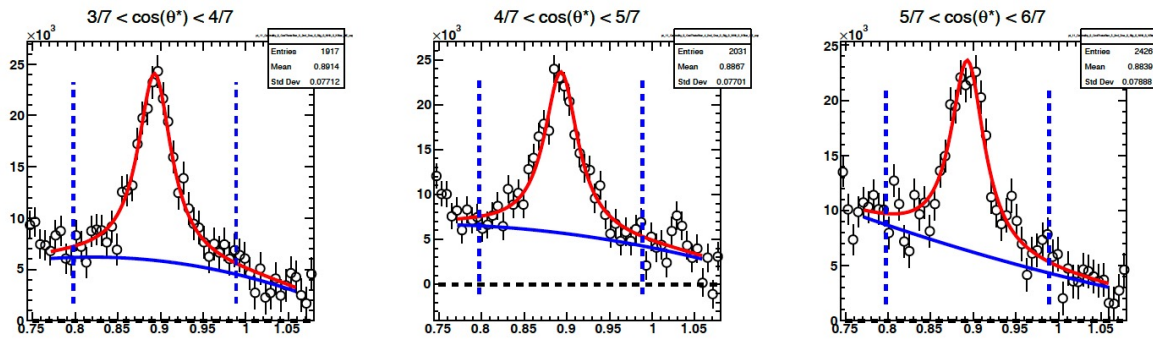 3/7 < cos(θ*) < 4/7
×10³
Entries 1917
Mean 0.8914
Std Dev 0.07712
25
20
15
10
5
0
0.75 0.8 0.85 0.9 0.95 1 1.05
4/7 < cos(θ*) < 5/7
×10³
Entries 2031
Mean 0.8867
Std Dev 0.07701
25
20
15
10
5
0
0.75 0.8 0.85 0.9 0.95 1 1.05
5/7 < cos(θ*) < 6/7
×10³
Entries 2426
Mean 0.8839
Std Dev 0.07888
25
20
15
10
5
0
0.75 0.8 0.85 0.9 0.95 1 1.05